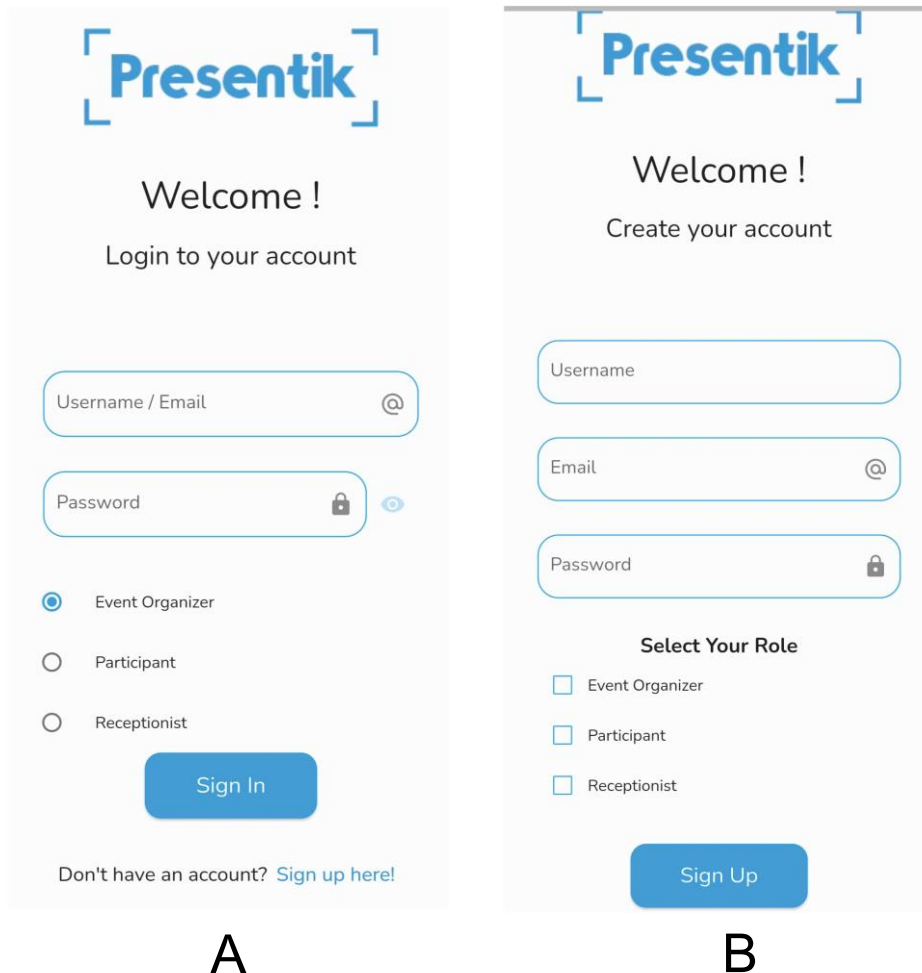 Presentik
Welcome !
Login to your account
Username / Email
Password
Event Organizer
Participant
Receptionist
Sign In
Don't have an account? Sign up here!
A
Presentik
Welcome !
Create your account
Username
Email
Password
Select Your Role
Event Organizer
Participant
Receptionist
Sign Up
B